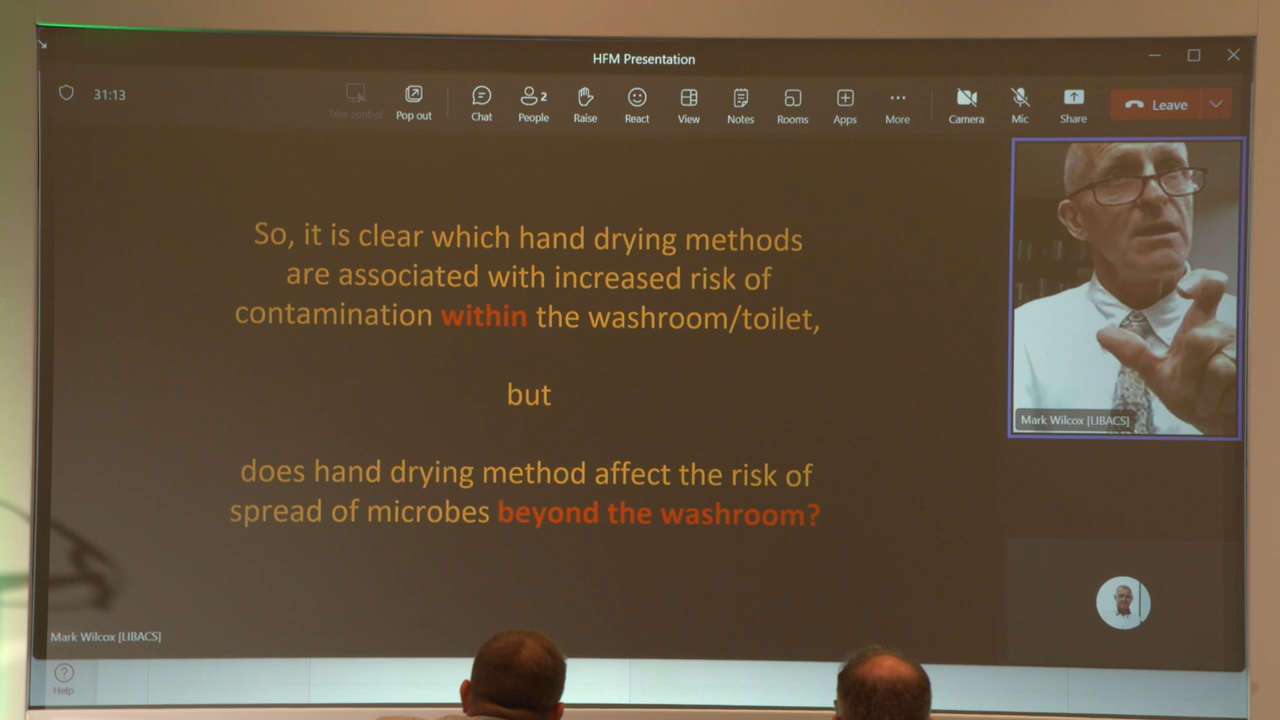 HFM Presentation
31:13
Take control
Pop out
Chat
People
2
Raise
React
View
Notes
Rooms
Apps
More
Camera
Mic
Share
Leave
So, it is clear which hand drying methods
are associated with increased risk of
contamination within the washroom/toilet,
but
does hand drying method affect the risk of
spread of microbes beyond the washroom?
Mark Wilcox [LIBACS]
Mark Wilcox [LIBACS]
Help